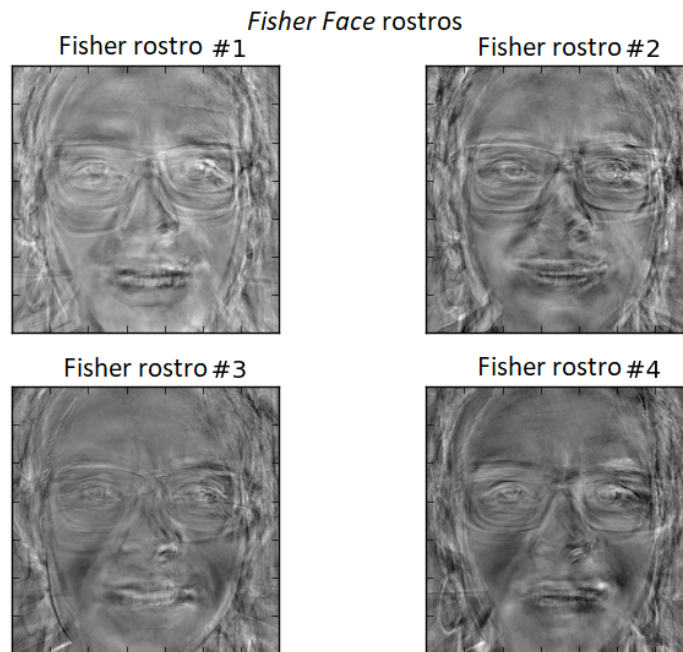 Fisher Face rostros
Fisher rostro #1
Fisher rostro #2
Fisher rostro #3
Fisher rostro #4